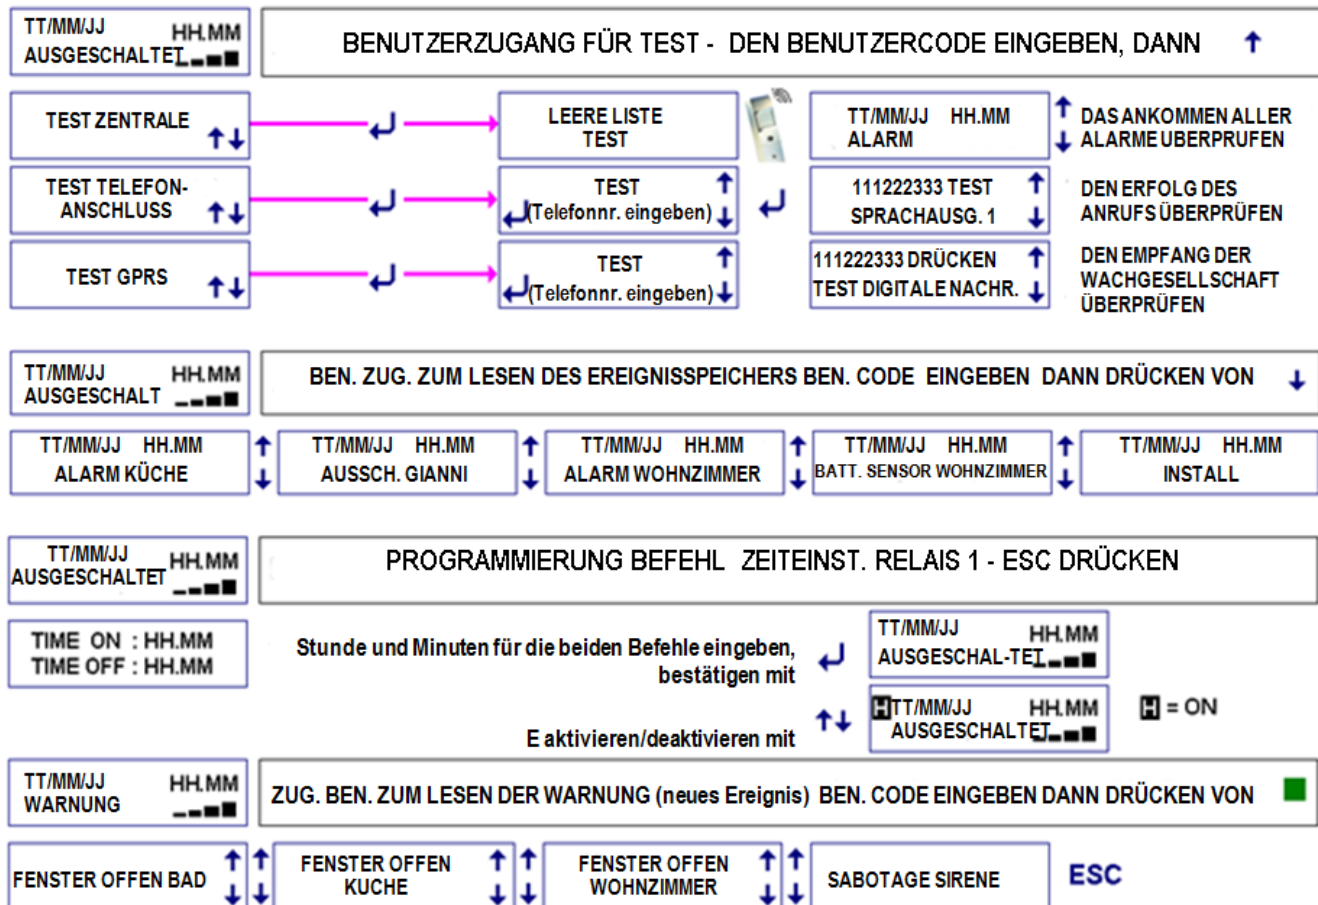 TT/MM/JJ HH.MM
AUSGESCHALTET
BENUTZERZUGANG FÜR TEST - DEN BENUTZERCODE EINGEBEN, DANN ↑
TEST ZENTRALE
LEERE LISTE
TEST
TT/MM/JJ HH.MM
ALARM
DAS ANKOMMEN ALLER
ALARME UBERPRUFEN
TEST TELEFON-
ANSCHLUSS
TEST
(Telefonnr. eingeben)
111222333 TEST
SPRACHAUSG. 1
DEN ERFOLG DES
ANRUFS ÜBERPRÜFEN
TEST GPRS
TEST
(Telefonnr. eingeben)
111222333 DRÜCKEN
TEST DIGITALE NACHR.
DEN EMPFANG DER
WACHGESELLSCHAFT
ÜBERPRÜFEN
TT/MM/JJ HH.MM
AUSGESCHALT
BEN. ZUG. ZUM LESEN DES EREIGNISSPEICHERS BEN. CODE EINGEBEN DANN DRÜCKEN VON ↓
TT/MM/JJ HH.MM
ALARM KÜCHE
TT/MM/JJ HH.MM
AUSSCH. GIANNI
TT/MM/JJ HH.MM
ALARM WOHNZIMMER
TT/MM/JJ HH.MM
BATT. SENSOR WOHNZIMMER
TT/MM/JJ HH.MM
INSTALL
TT/MM/JJ HH.MM
AUSGESCHALTET
PROGRAMMIERUNG BEFEHL ZEITEINST. RELAIS 1 - ESC DRÜCKEN
TIME ON : HH.MM
TIME OFF : HH.MM
Stunde und Minuten für die beiden Befehle eingeben,
bestätigen mit
TT/MM/JJ HH.MM
AUSGESCHAL-TET
E aktivieren/deaktivieren mit
H TT/MM/JJ HH.MM
AUSGESCHALTET
H = ON
TT/MM/JJ HH.MM
WARNUNG
ZUG. BEN. ZUM LESEN DER WARNUNG (neues Ereignis) BEN. CODE EINGEBEN DANN DRÜCKEN VON
FENSTER OFFEN BAD
FENSTER OFFEN
KUCHE
FENSTER OFFEN
WOHNZIMMER
SABOTAGE SIRENE
ESC